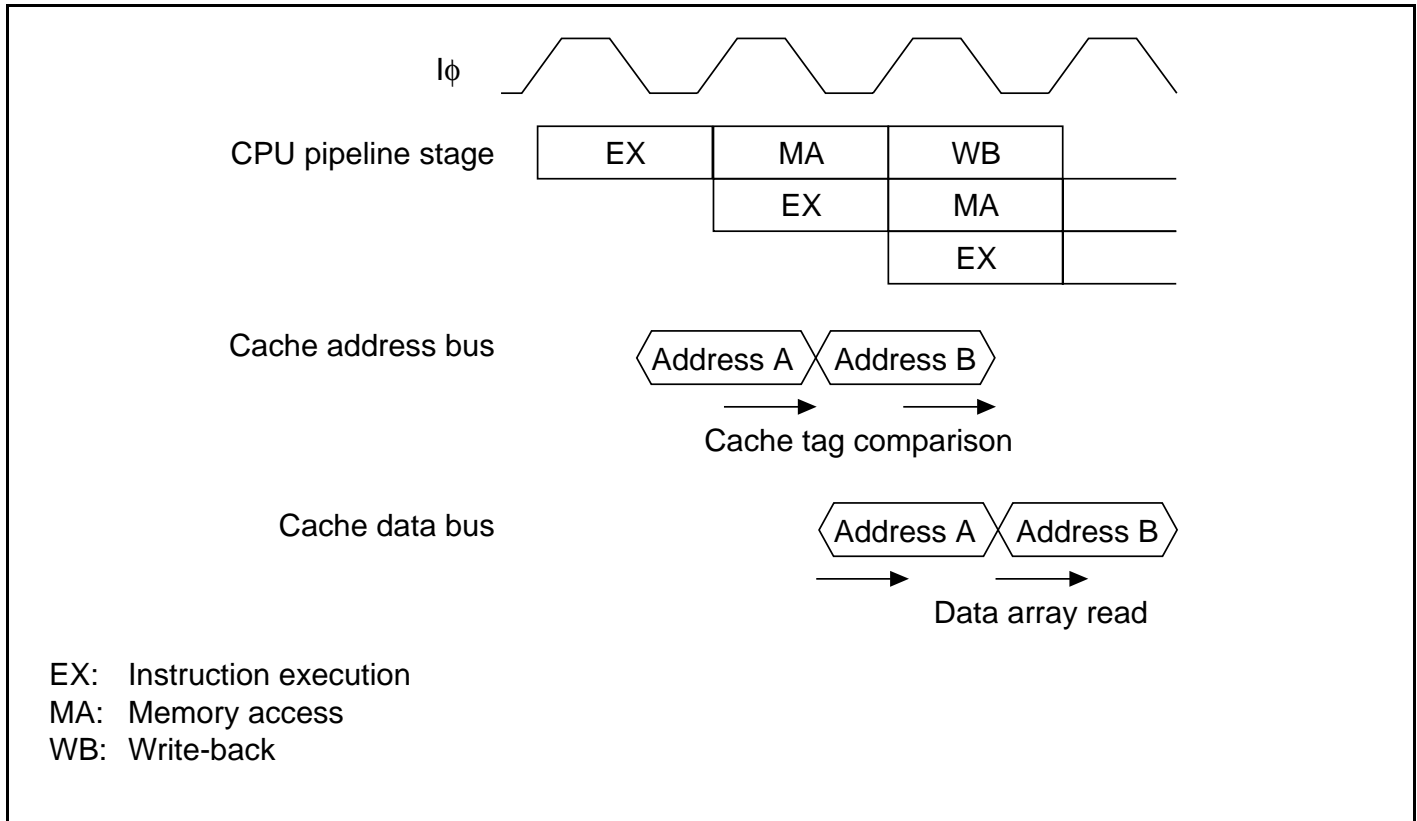 Iϕ
CPU pipeline stage EX MA WB
EX MA
EX
Cache address bus Address A Address B
Cache tag comparison
Cache data bus Address A Address B
Data array read
EX: Instruction execution
MA: Memory access
WB: Write-back